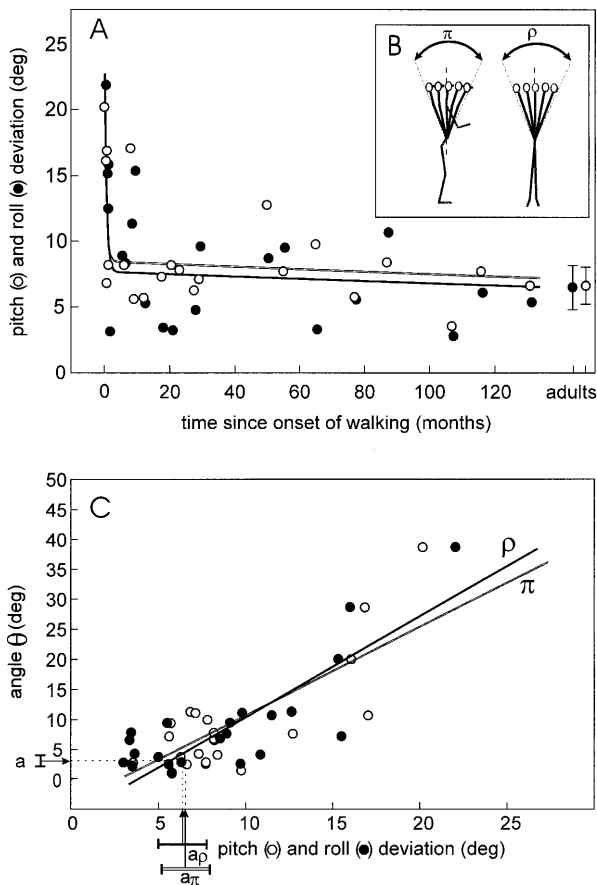 A
B
π
ρ
25
20
15
10
5
0
pitch (○) and roll (●) deviation (deg)
0 20 40 60 80 100 120 adults
time since onset of walking (months)
C
50
45
40
35
30
25
20
15
10
5
0
angle θ (deg)
ρ
π
a
0 5 10 15 20 25
pitch (○) and roll (●) deviation (deg)
aρ
aπ